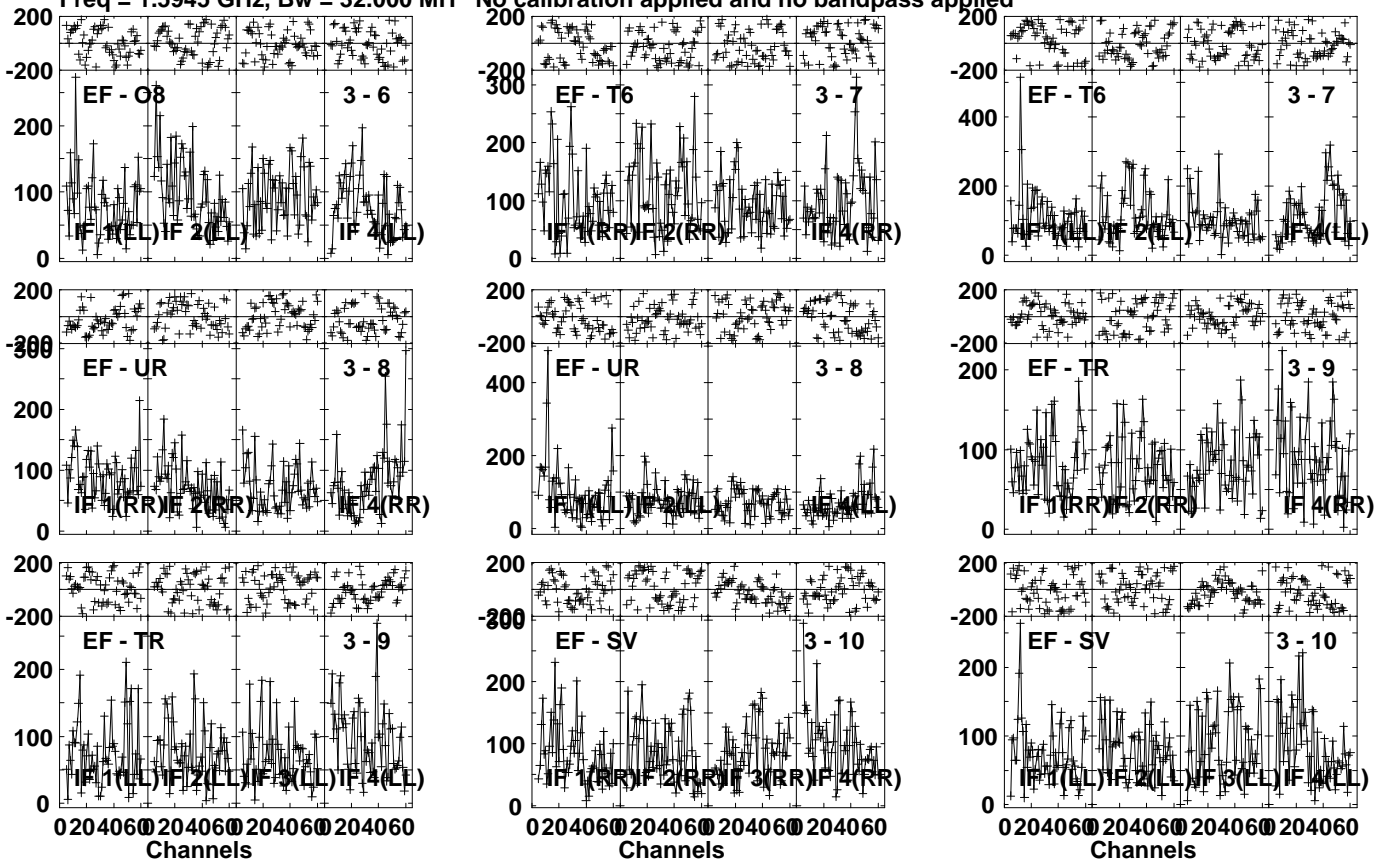 Freq = 1.5945 GHz, Bw = 32.000 MH No calibration applied and no bandpass applied
200 200 200
-200 -200 -200
EF - O8 3 - 6 EF - T6 3 - 7 EF - T6 3 - 7
300
400
200 200
200
100 100
IF 1(LL) IF 2(LL) IF 4(LL) IF 1(RR) IF 2(RR) IF 4(RR) IF 1(LL) IF 2(LL) IF 4(LL)
0 0 0
200 200 200
-200 -200 -200
300
EF - UR 3 - 8 EF - UR 3 - 8 EF - TR 3 - 9
200 400 200
100 200 100
IF 1(RR) IF 2(RR) IF 4(RR) IF 1(LL) IF 2(LL) IF 4(LL) IF 1(RR) IF 2(RR) IF 4(RR)
0 0 0
200 200 200
-200 -200 -200
300
EF - TR 3 - 9 EF - SV 3 - 10 EF - SV 3 - 10
200 200 200
100 100 100
IF 1(LL) IF 2(LL) IF 3(LL) IF 4(LL) IF 1(RR) IF 2(RR) IF 3(RR) IF 4(RR) IF 1(LL) IF 2(LL) IF 3(LL) IF 4(LL)
0 0 0
0 20 40 60 0 20 40 60 0 20 40 60 0 20 40 60 0 20 40 60 0 20 40 60 0 20 40 60 0 20 40 60 0 20 40 60 0 20 40 60 0 20 40 60 0 20 40 60
Channels Channels Channels